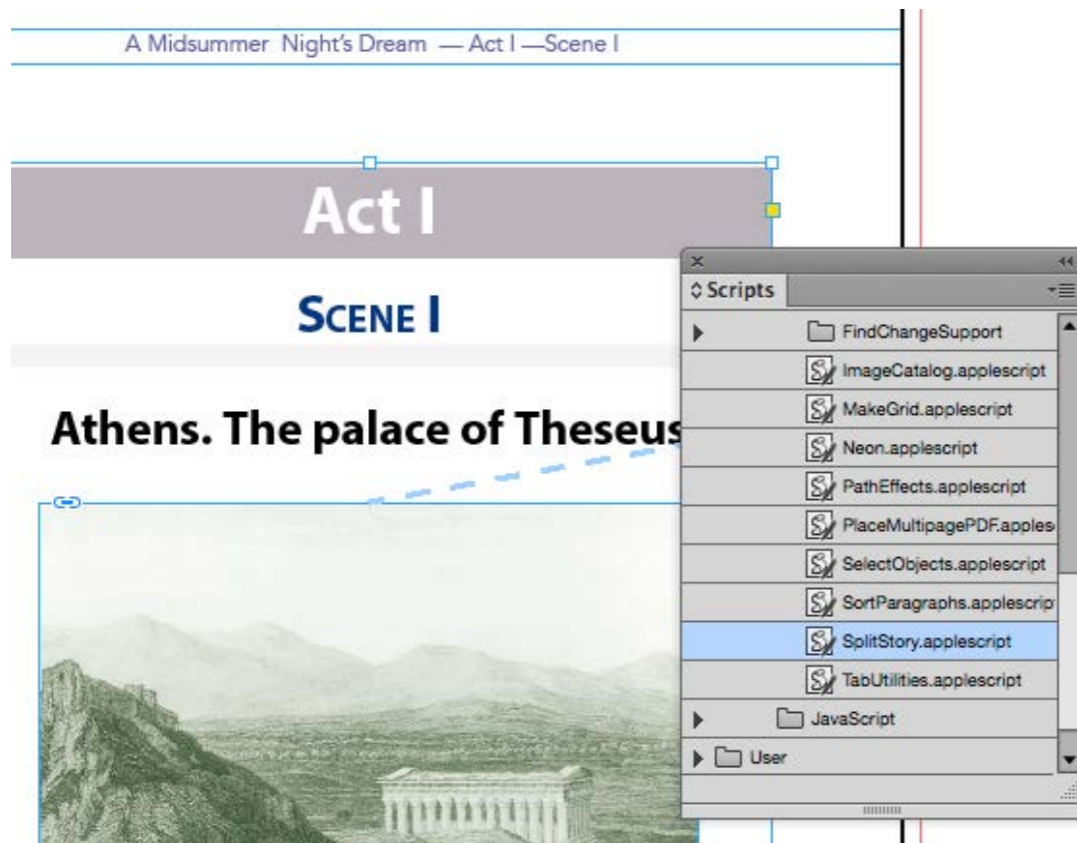 A Midsummer Night's Dream — Act I —Scene I
Act I
SCENE I
Athens. The palace of Theseus
Scripts
FindChangeSupport
ImageCatalog.applescript
MakeGrid.applescript
Neon.applescript
PathEffects.applescript
PlaceMultipagePDF.apples
SelectObjects.applescript
SortParagraphs.applescrip
SplitStory.applescript
TabUtilities.applescript
JavaScript
User